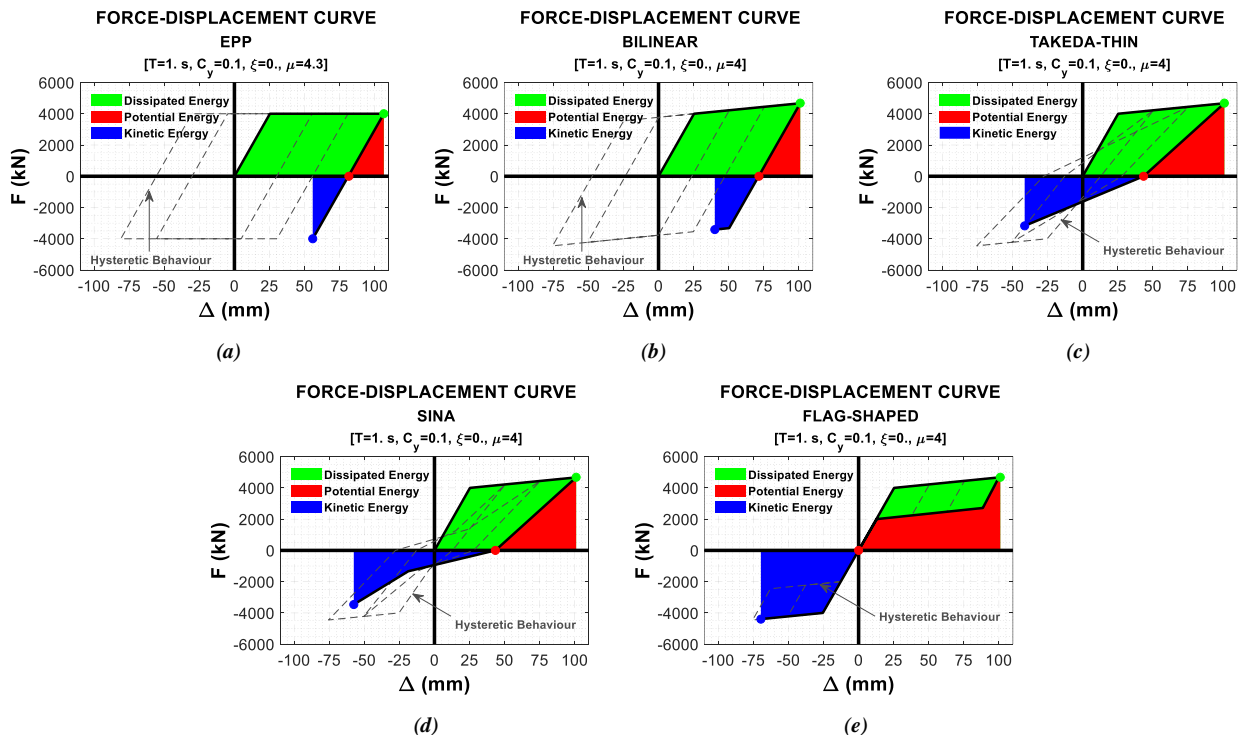 FORCE-DISPLACEMENT CURVE
EPP
[T=1. s, Cy=0.1, ξ=0., μ=4.3]
6000
4000
2000
0
-2000
-4000
-6000
F (kN)
Dissipated Energy
Potential Energy
Kinetic Energy
Hysteretic Behaviour
-100 -75 -50 -25 0 25 50 75 100
Δ (mm)
(a)
FORCE-DISPLACEMENT CURVE
BILINEAR
[T=1. s, Cy=0.1, ξ=0., μ=4]
6000
4000
2000
0
-2000
-4000
-6000
F (kN)
Dissipated Energy
Potential Energy
Kinetic Energy
Hysteretic Behaviour
-100 -75 -50 -25 0 25 50 75 100
Δ (mm)
(b)
FORCE-DISPLACEMENT CURVE
TAKEDA-THIN
[T=1. s, Cy=0.1, ξ=0., μ=4]
6000
4000
2000
0
-2000
-4000
-6000
F (kN)
Dissipated Energy
Potential Energy
Kinetic Energy
Hysteretic Behaviour
-100 -75 -50 -25 0 25 50 75 100
Δ (mm)
(c)
FORCE-DISPLACEMENT CURVE
SINA
[T=1. s, Cy=0.1, ξ=0., μ=4]
6000
4000
2000
0
-2000
-4000
-6000
F (kN)
Dissipated Energy
Potential Energy
Kinetic Energy
Hysteretic Behaviour
-100 -75 -50 -25 0 25 50 75 100
Δ (mm)
(d)
FORCE-DISPLACEMENT CURVE
FLAG-SHAPED
[T=1. s, Cy=0.1, ξ=0., μ=4]
6000
4000
2000
0
-2000
-4000
-6000
F (kN)
Dissipated Energy
Potential Energy
Kinetic Energy
Hysteretic Behaviour
-100 -75 -50 -25 0 25 50 75 100
Δ (mm)
(e)